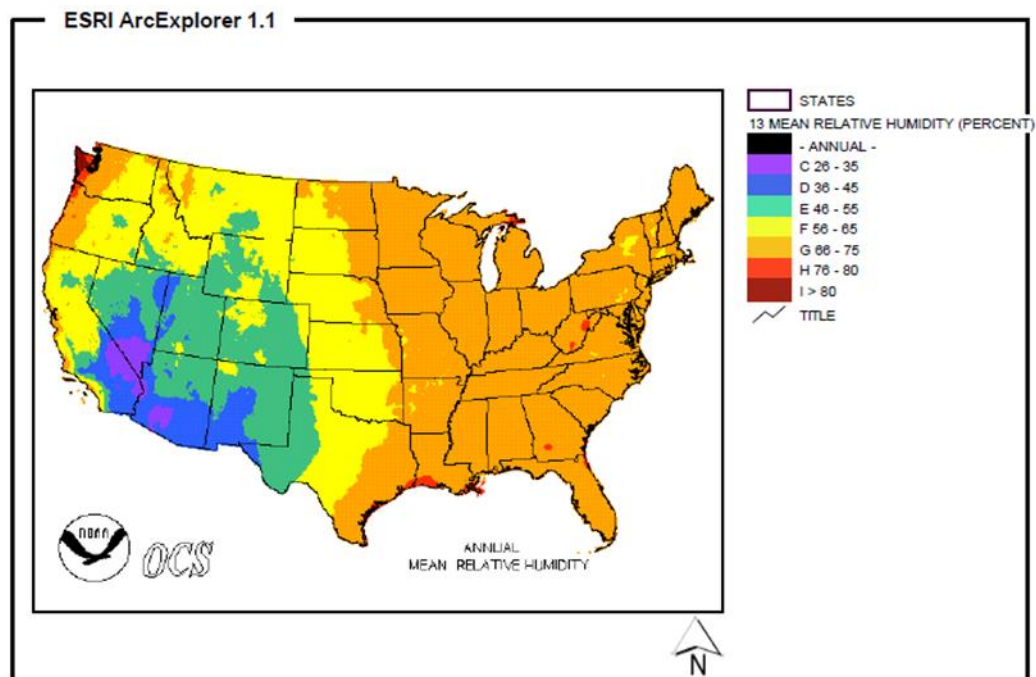 ESRI ArcExplorer 1.1
STATES
13 MEAN RELATIVE HUMIDITY (PERCENT)
- ANNUAL -
C 26 - 35
D 36 - 45
E 46 - 55
F 56 - 65
G 66 - 75
H 76 - 80
I > 80
TITLE
noaa
OCS
ANNUAL
MEAN RELATIVE HUMIDITY
N